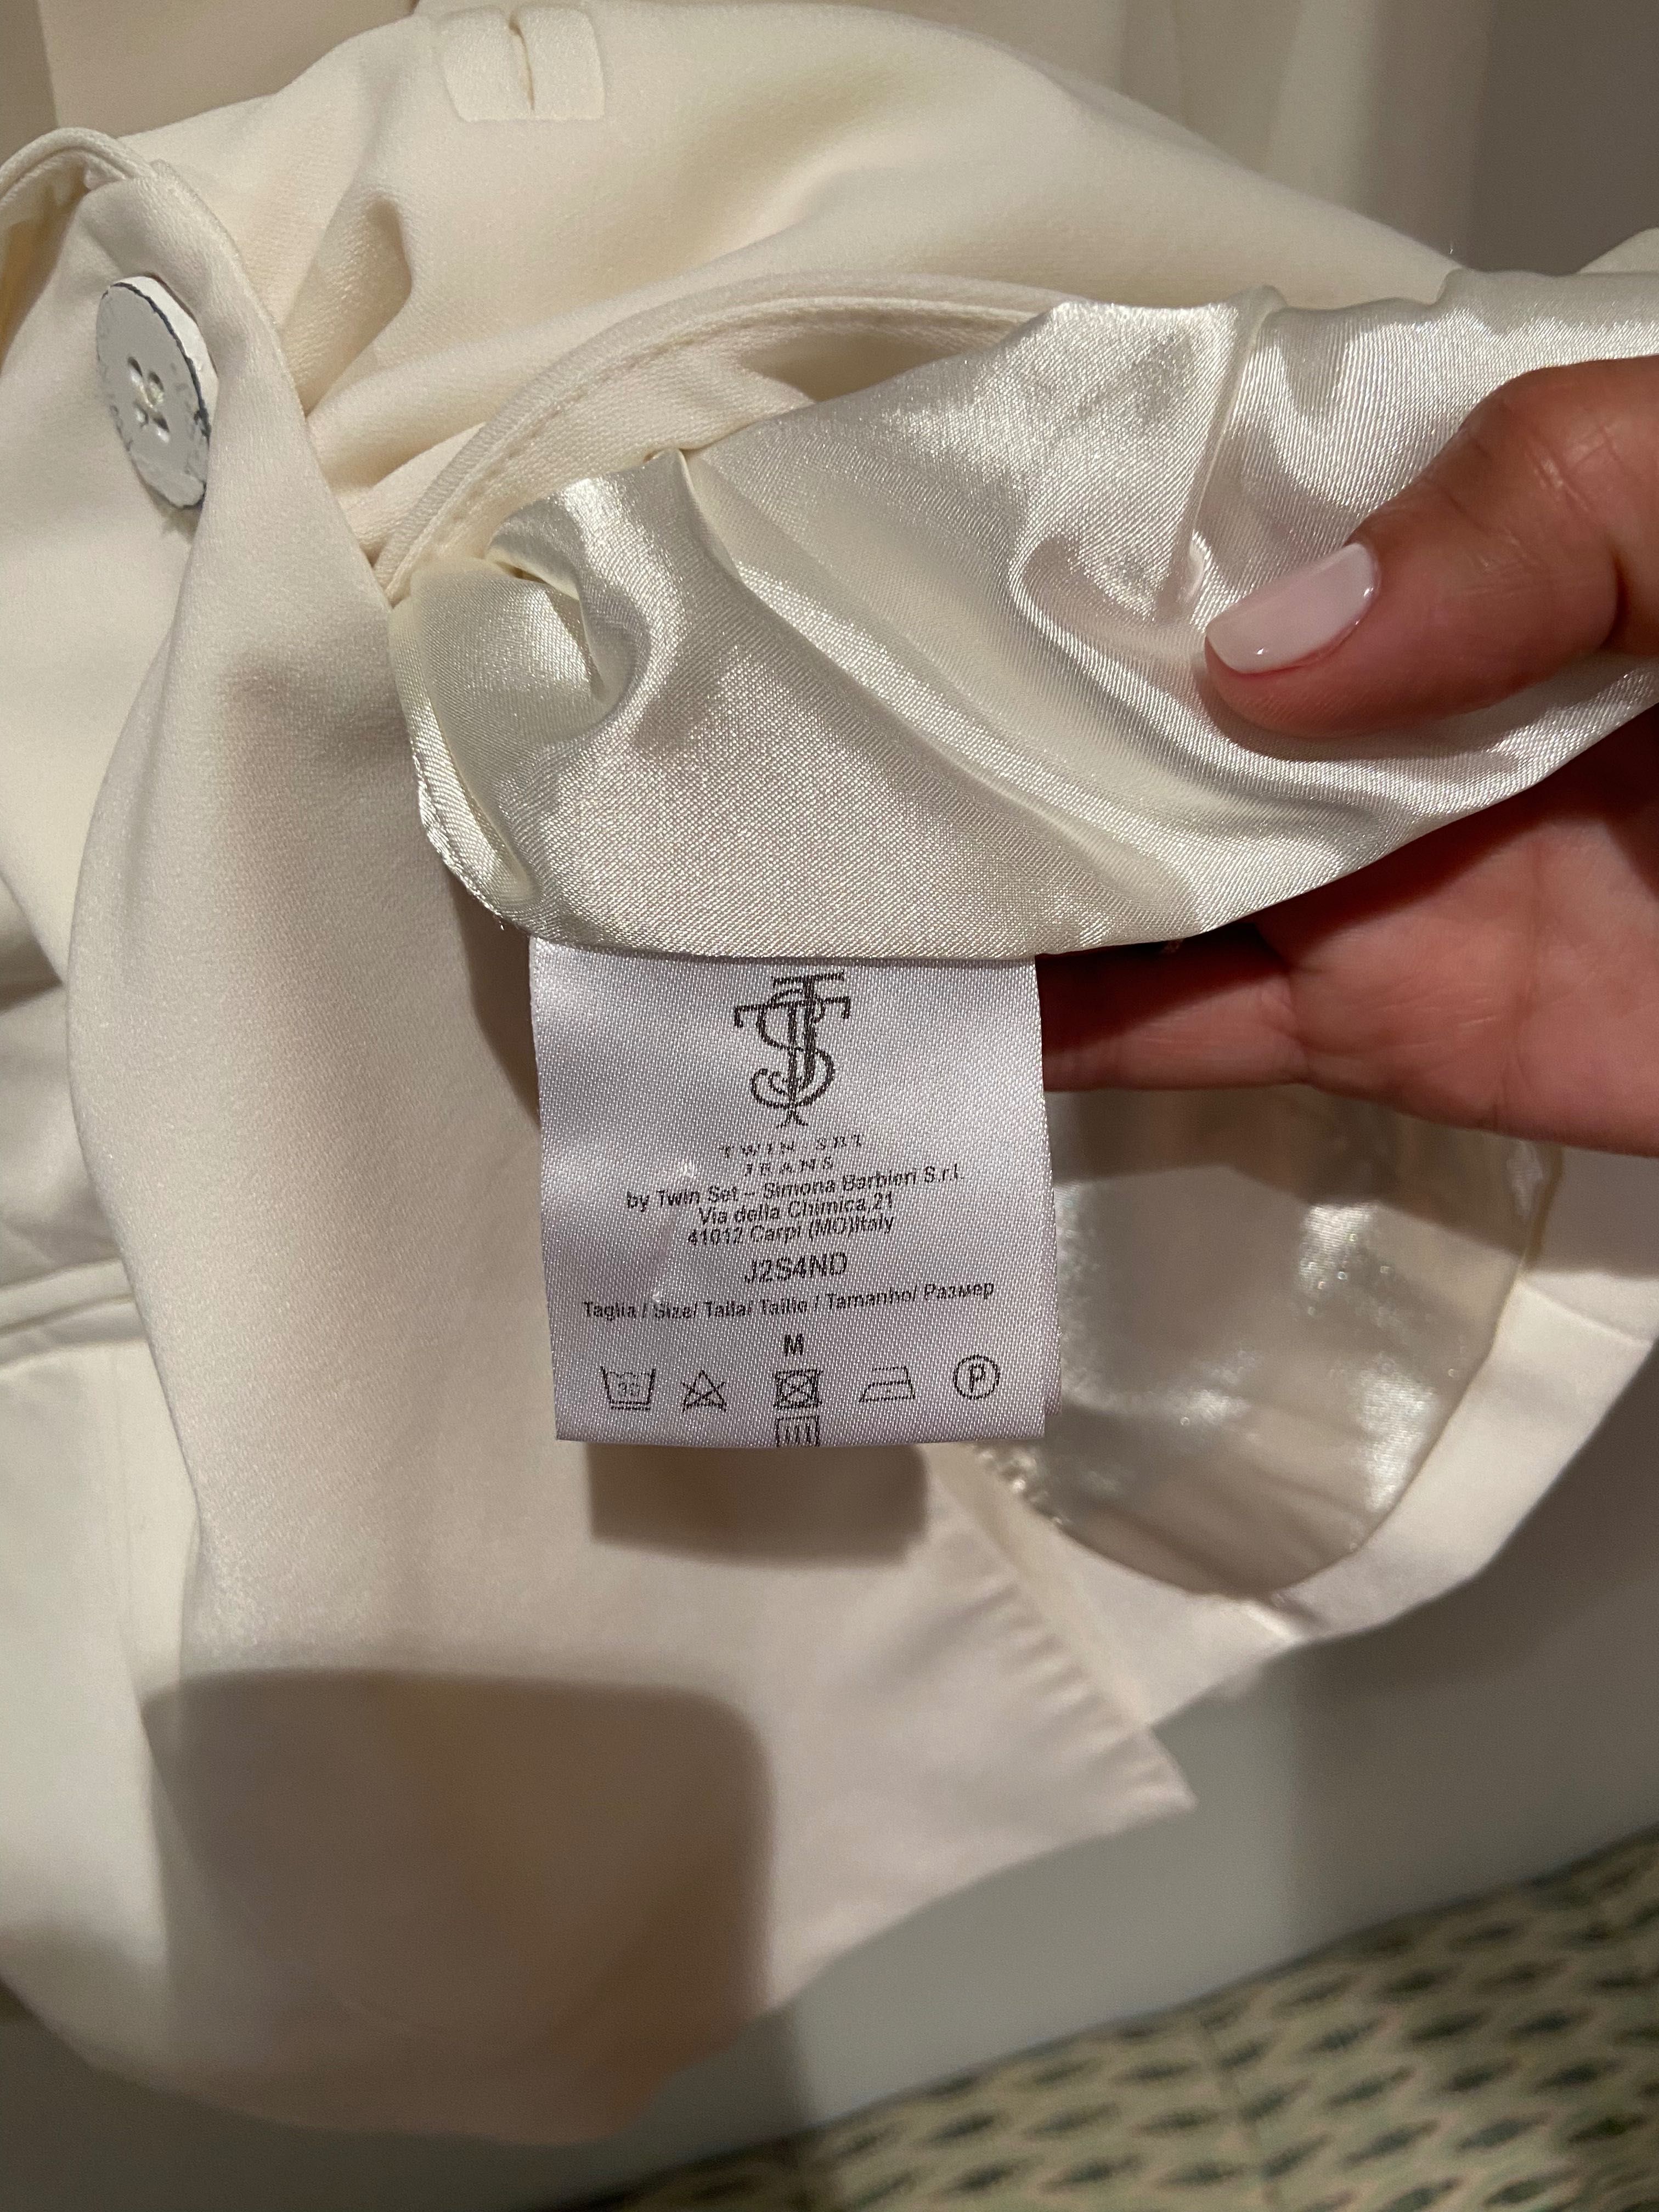 TWIN-SET
JEANS
by Twin Set – Simona Barbieri S.r.l.
Via della Chimica,21
41012 Carpi (MO)Italy
J2S4ND
Taglia / Size/ Talla/ Taille / Tamanho/ Размер
M
30
P